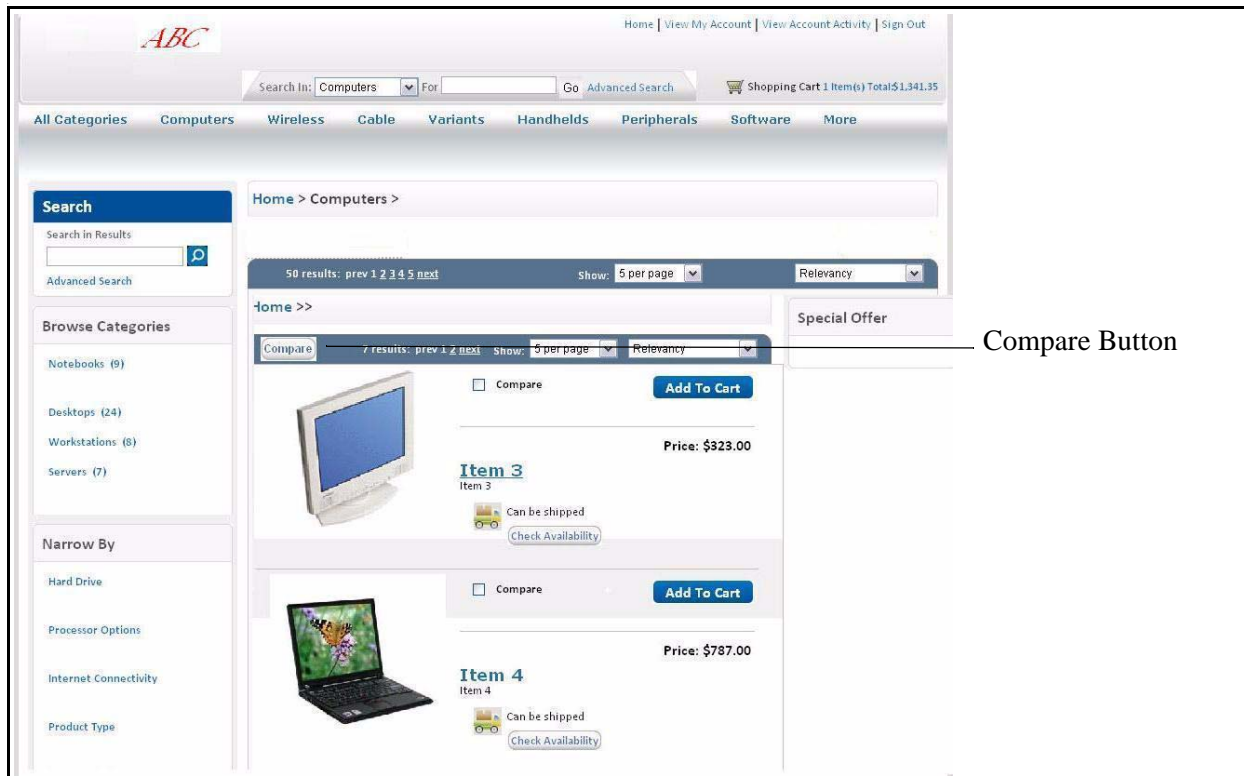 ABC
Home | View My Account | View Account Activity | Sign Out
Search In: Computers For Go Advanced Search Shopping Cart 1 Item(s) Total:$1,341.35
All Categories Computers Wireless Cable Variants Handhelds Peripherals Software More
Search
Search in Results
Advanced Search
Browse Categories
Notebooks (9)
Desktops (24)
Workstations (8)
Servers (7)
Narrow By
Hard Drive
Processor Options
Internet Connectivity
Product Type
Home > Computers >
50 results: prev 1 2 3 4 5 next Show: 5 per page Relevancy
Home >>
Compare 7 results: prev 1 2 next Show: 5 per page Relevancy
Compare Add To Cart
Price: $323.00
Item 3
Item 3
Can be shipped
Check Availability
Compare Add To Cart
Price: $787.00
Item 4
Item 4
Can be shipped
Check Availability
Special Offer
Compare Button